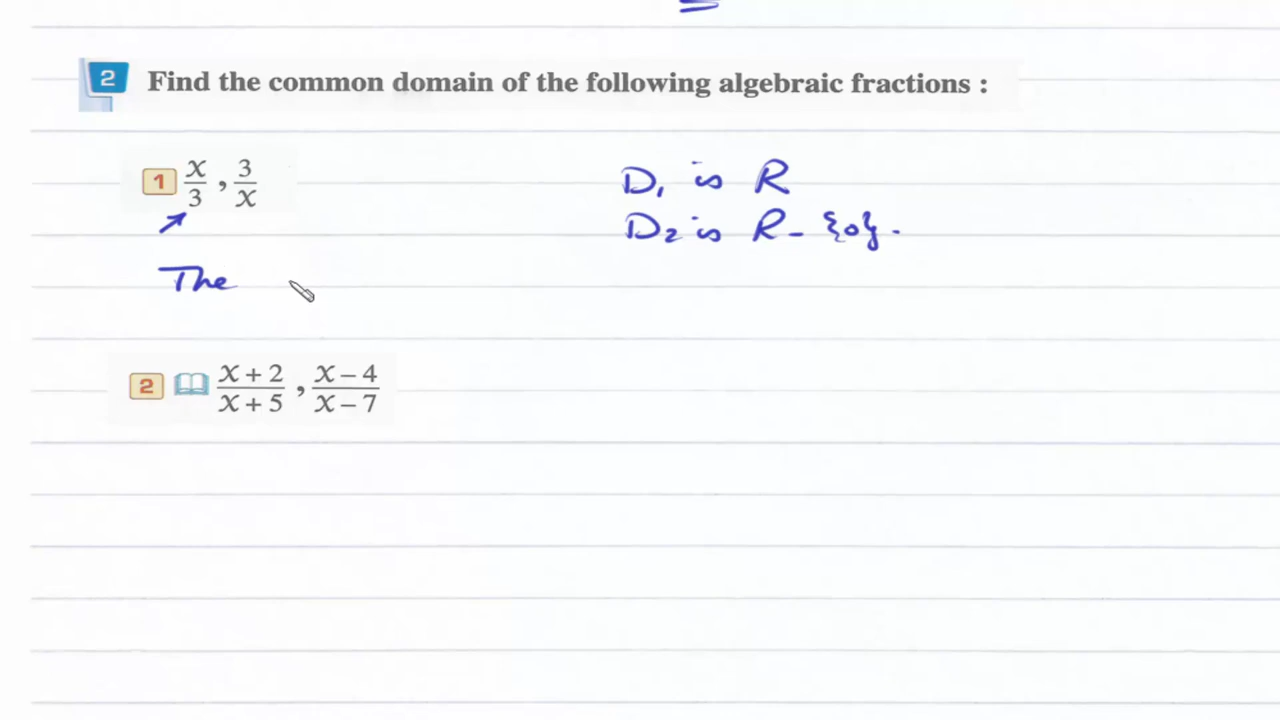 2 Find the common domain of the following algebraic fractions :
1 x/3 , 3/x
D₁ is R
D₂ is R - {0}.
The
2 x + 2/x + 5 , x - 4/x - 7